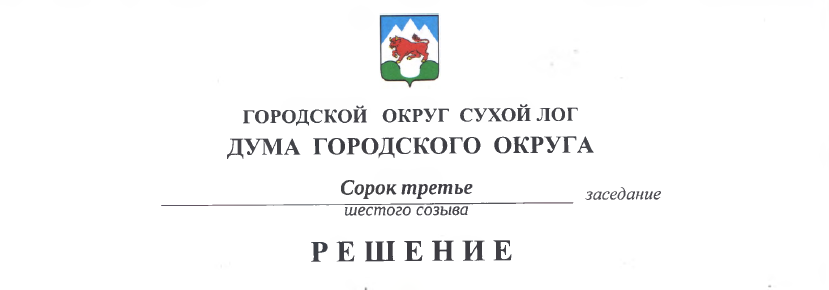 ГОРОДСКОЙ ОКРУГ СУХОЙ ЛОГ
ДУМА ГОРОДСКОГО ОКРУГА
Сорок третье заседание
шестого созыва
РЕШЕНИЕ